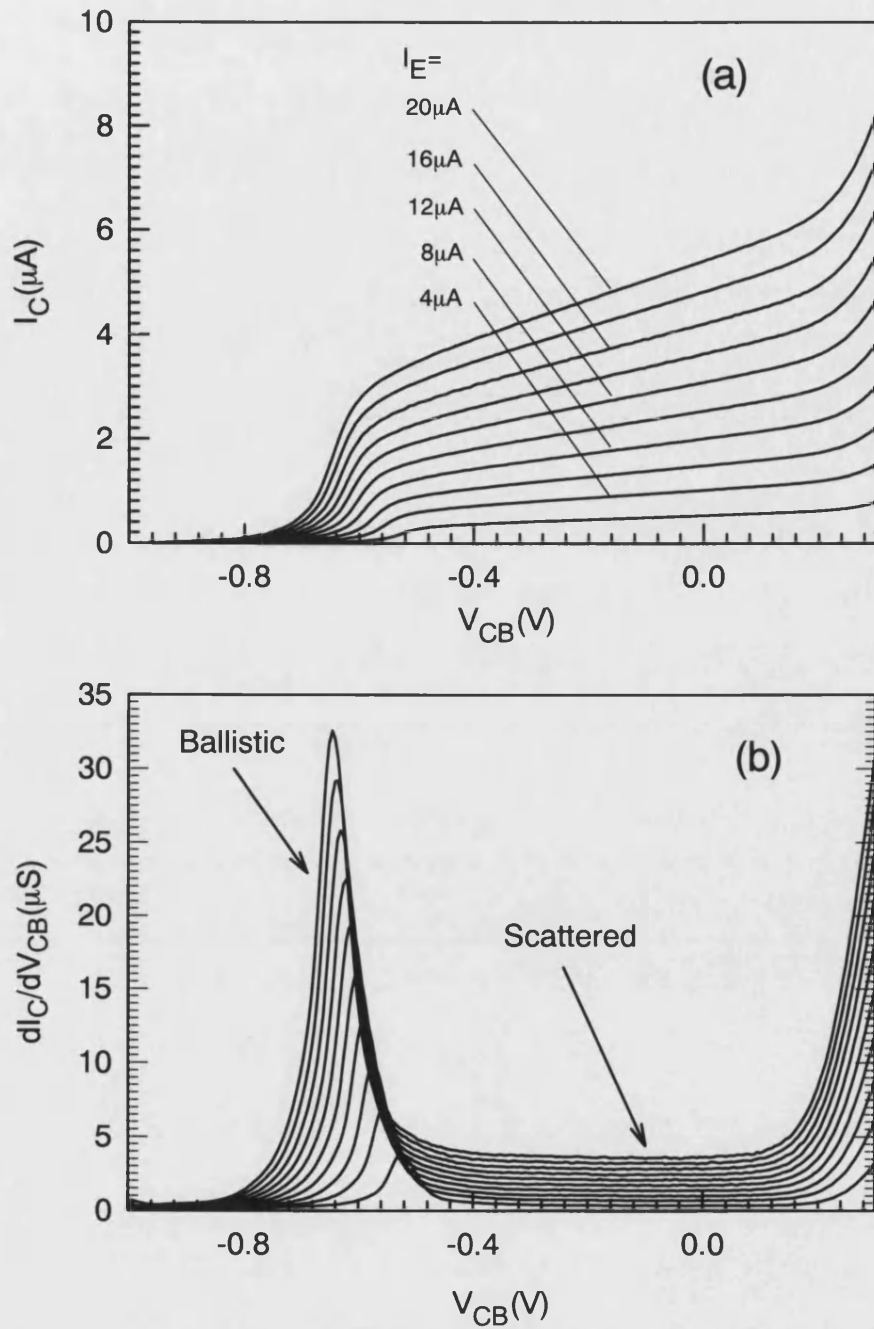 10
8
6
4
2
0
I_C(μA)
I_E=
20μA
16μA
12μA
8μA
4μA
(a)
-0.8
-0.4
0.0
V_CB(V)
35
30
25
20
15
10
5
0
dI_C/dV_CB(μS)
Ballistic
(b)
Scattered
-0.8
-0.4
0.0
V_CB(V)